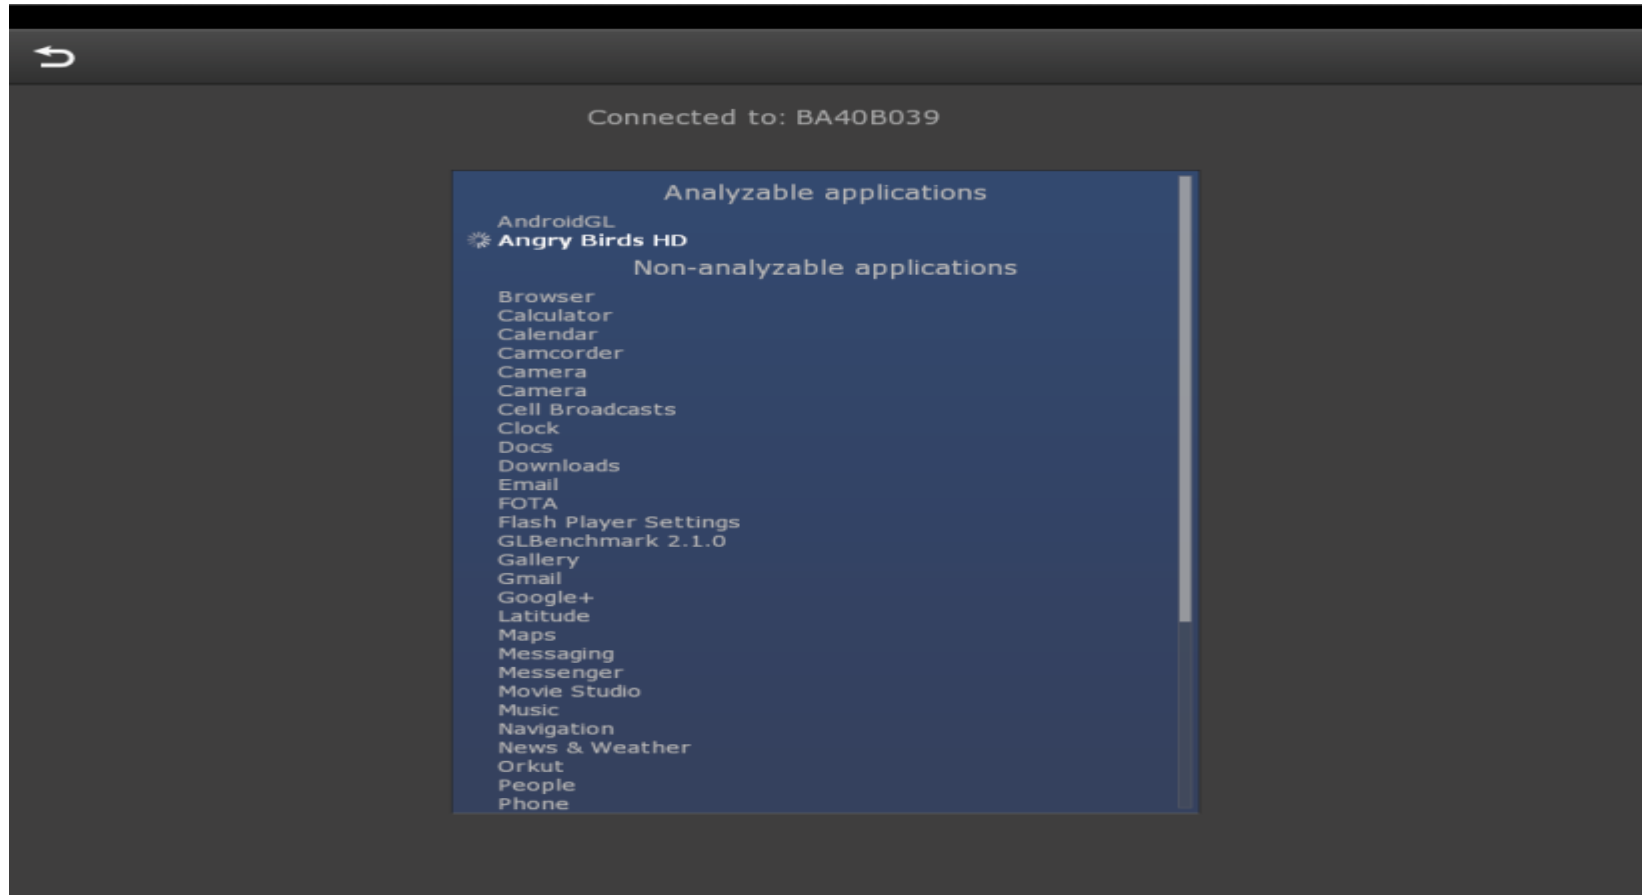 Connected to: BA40B039
Analyzable applications
AndroidGL
Angry Birds HD
Non-analyzable applications
Browser
Calculator
Calendar
Camcorder
Camera
Camera
Cell Broadcasts
Clock
Docs
Downloads
Email
FOTA
Flash Player Settings
GLBenchmark 2.1.0
Gallery
Gmail
Google+
Latitude
Maps
Messaging
Messenger
Movie Studio
Music
Navigation
News & Weather
Orkut
People
Phone